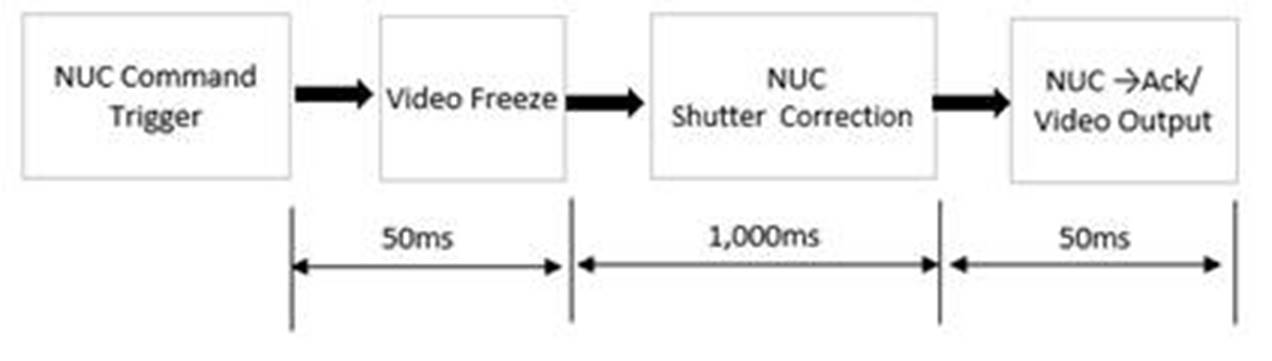 NUC Command
Trigger
Video Freeze
NUC
Shutter Correction
NUC →Ack/
Video Output
50ms
1,000ms
50ms